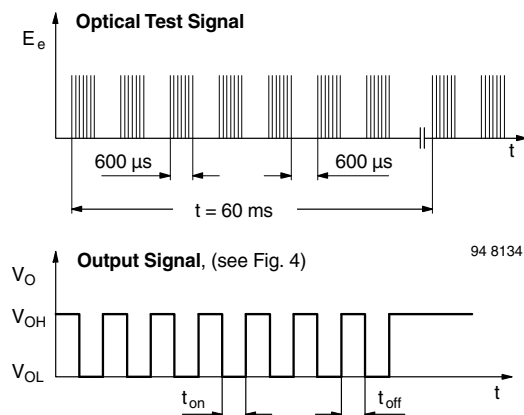 Optical Test Signal
Ee
t
600 µs
600 µs
t = 60 ms
94 8134
Output Signal, (see Fig. 4)
VO
VOH
VOL
ton
toff
t